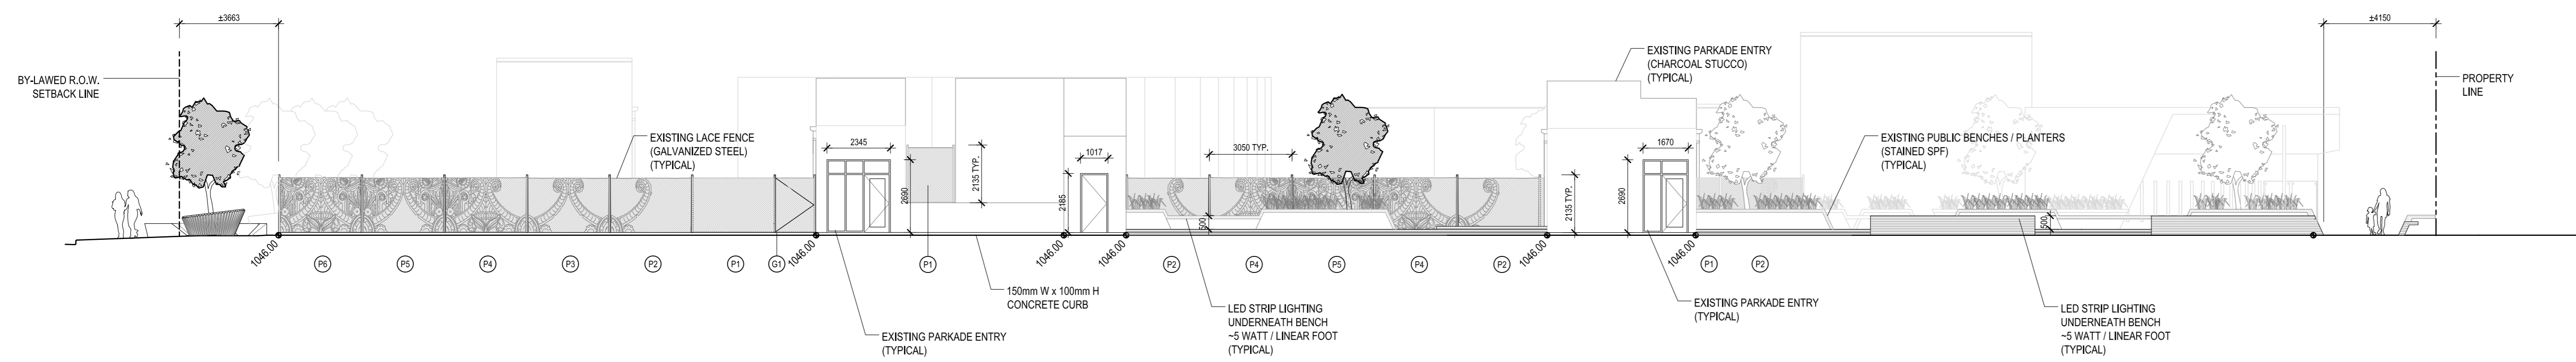 ±3663
±4150
BY-LAWED R.O.W.
SETBACK LINE
EXISTING LACE FENCE
(GALVANIZED STEEL)
(TYPICAL)
EXISTING PARKADE ENTRY
(CHARCOAL STUCCO)
(TYPICAL)
PROPERTY
LINE
EXISTING PUBLIC BENCHES / PLANTERS
(STAINED SPF)
(TYPICAL)
2345
2690
2135 TYP.
1017
2185
3050 TYP.
500
2135 TYP.
1670
2690
500
1046.00
1046.00
1046.00
1046.00
1046.00
1046.00
P6
P5
P4
P3
P2
P1
G1
P1
P2
P4
P5
P4
P2
P1
P2
150mm W x 100mm H
CONCRETE CURB
EXISTING PARKADE ENTRY
(TYPICAL)
LED STRIP LIGHTING
UNDERNEATH BENCH
~5 WATT / LINEAR FOOT
(TYPICAL)
EXISTING PARKADE ENTRY
(TYPICAL)
LED STRIP LIGHTING
UNDERNEATH BENCH
~5 WATT / LINEAR FOOT
(TYPICAL)